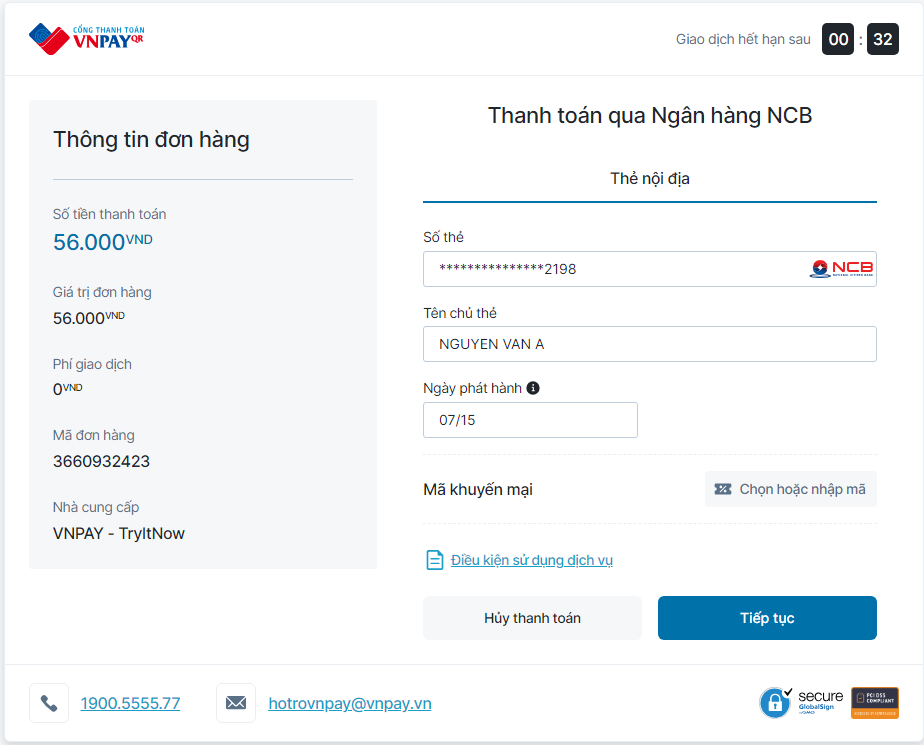 CỔNG THANH TOÁN
VNPAYQR
Giao dịch hết hạn sau 00 : 32
Thông tin đơn hàng
Số tiền thanh toán
56.000VND
Giá trị đơn hàng
56.000VND
Phí giao dịch
0VND
Mã đơn hàng
3660932423
Nhà cung cấp
VNPAY - TryItNow
Thanh toán qua Ngân hàng NCB
Thẻ nội địa
Số thẻ
***************2198
NCB
Tên chủ thẻ
NGUYEN VAN A
Ngày phát hành
07/15
Mã khuyến mại
Chọn hoặc nhập mã
Điều kiện sử dụng dịch vụ
Hủy thanh toán
Tiếp tục
1900.5555.77
hotrovnpay@vnpay.vn
secure
GlobalSign
PCI DSS
COMPLIANT